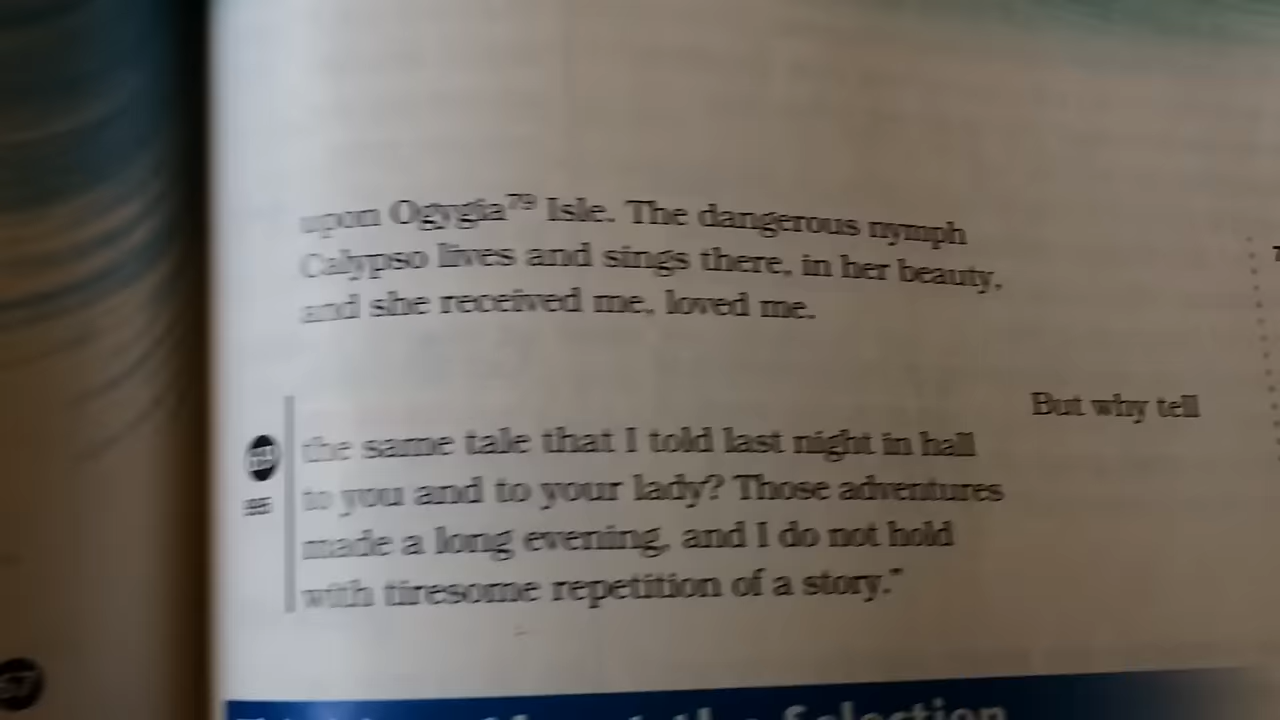 upon Ogygia79 Isle. The dangerous nymph
Calypso lives and sings there, in her beauty,
and she received me, loved me.
But why tell
the same tale that I told last night in hall
to you and to your lady? Those adventures
made a long evening, and I do not hold
with tiresome repetition of a story."
the Selection